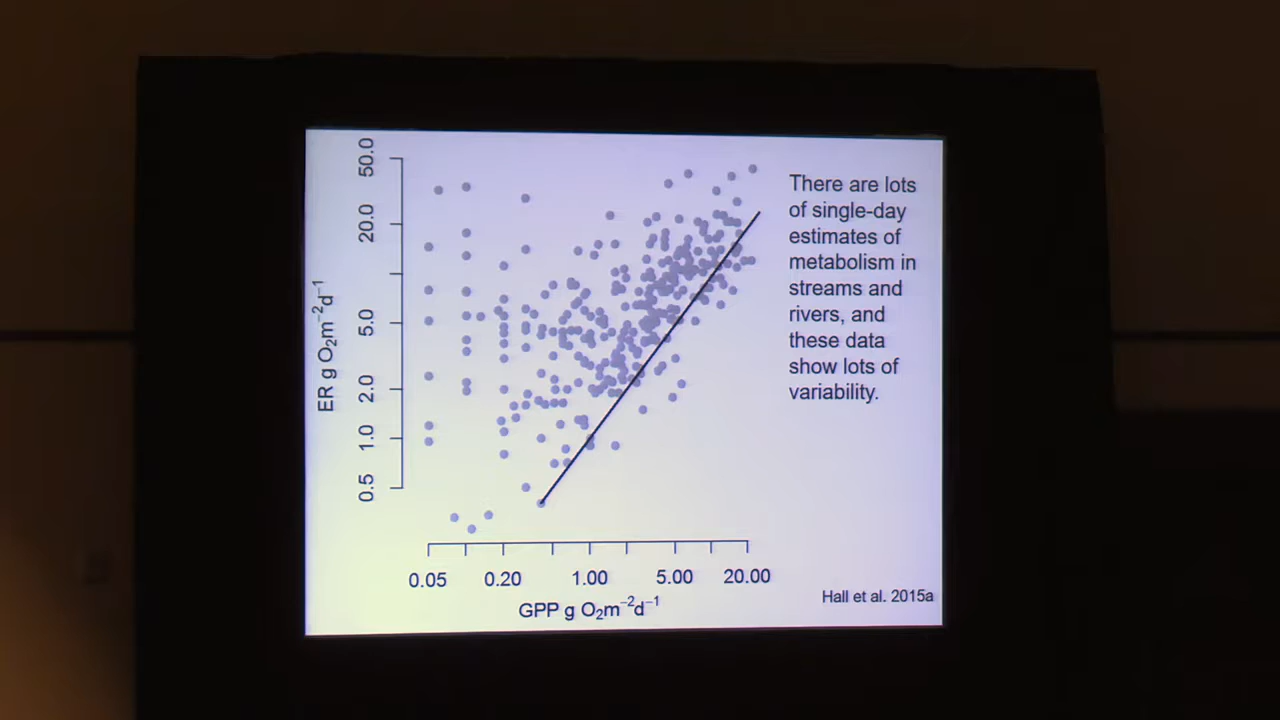 50.0
20.0
5.0
2.0
1.0
0.5
ER g O₂m⁻²d⁻¹
0.05 0.20 1.00 5.00 20.00
GPP g O₂m⁻²d⁻¹
There are lots
of single-day
estimates of
metabolism in
streams and
rivers, and
these data
show lots of
variability.
Hall et al. 2015a